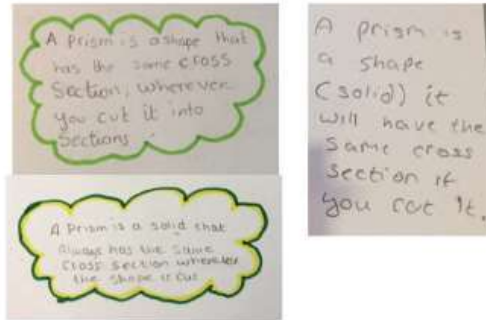 A Prism is a shape that
has the same cross
Section, wherever
you cut it into
Sections
A Prism is a solid that
always has the same
cross section wherever
the shape is cut
A prism is
a shape
(solid) it
will have the
same cross
section if
you cut it.